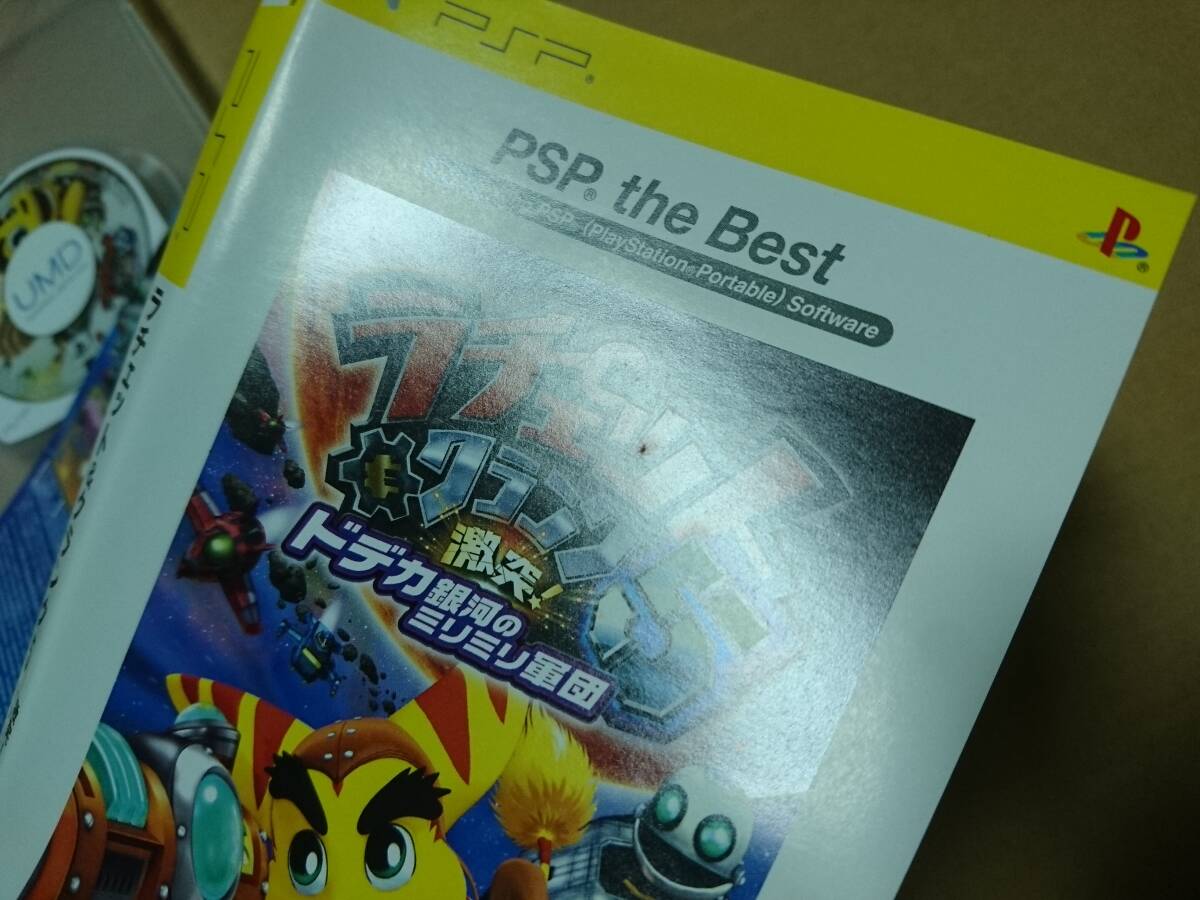 PSP®
PSP® the Best
PSP® (PlayStation®Portable) Software
ラチェット&
クランク5
激突!
ドデカ銀河の
ミリミリ軍団
UMD